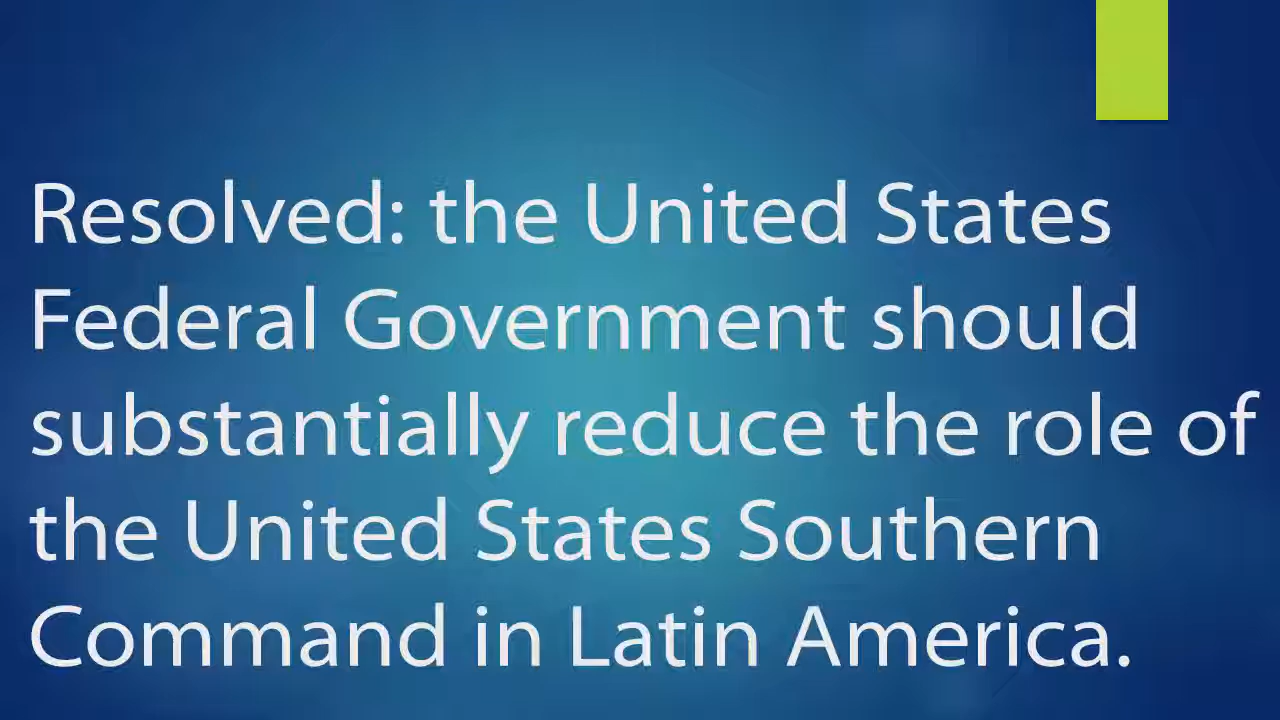 Resolved: the United States
Federal Government should
substantially reduce the role of
the United States Southern
Command in Latin America.